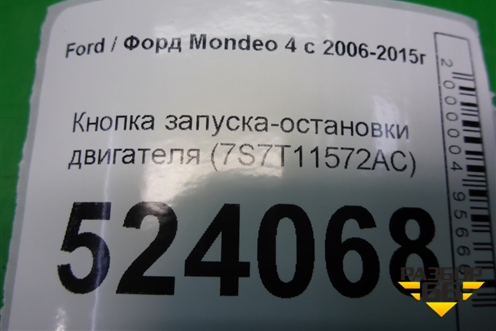 Ford / Форд Mondeo 4 с 2006-2015г
Кнопка запуска-остановки
двигателя (7S7T11572AC)
524068